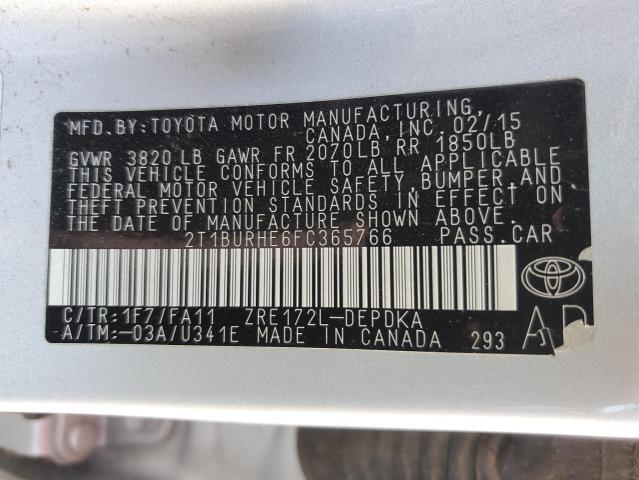 MFD.BY:TOYOTA MOTOR MANUFACTURING,
CANADA,INC. 02/15
GVWR 3820LB GAWR FR 2070LB RR 1850LB
THIS VEHICLE CONFORMS TO ALL APPLICABLE
FEDERAL MOTOR VEHICLE SAFETY,BUMPER,AND
THEFT PREVENTION STANDARDS IN EFFECT ON
THE DATE OF MANUFACTURE SHOWN ABOVE.
2T1BURHE6FC365766 PASS.CAR
C/TR:1F7/FA11 ZRE172L-DEPDKA
A/TM:-03A/U341E MADE IN CANADA 293